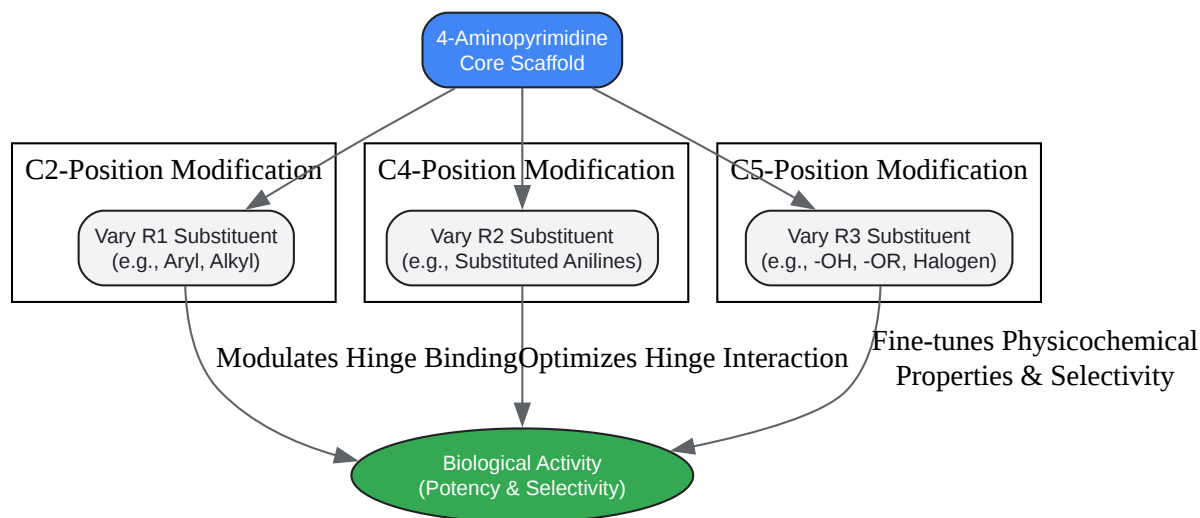 4-Aminopyrimidine
Core Scaffold
C2-Position Modification
C4-Position Modification
C5-Position Modification
Vary R1 Substituent
(e.g., Aryl, Alkyl)
Vary R2 Substituent
(e.g., Substituted Anilines)
Vary R3 Substituent
(e.g., -OH, -OR, Halogen)
Modulates Hinge Binding
Optimizes Hinge Interaction
Fine-tunes Physicochemical
Properties & Selectivity
Biological Activity
(Potency & Selectivity)